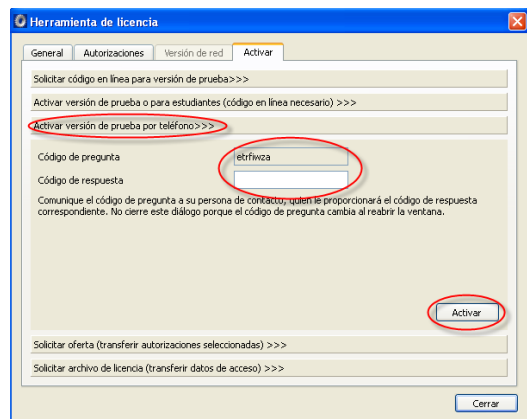 Herramienta de licencia
General Autorizaciones Versión de red Activar
Solicitar código en línea para versión de prueba>>>
Activar versión de prueba o para estudiantes (código en línea necesario) >>>
Activar versión de prueba por teléfono>>>
Código de pregunta etrfiwza
Código de respuesta
Comunique el código de pregunta a su persona de contacto, quien le proporcionará el código de respuesta
correspondiente. No cierre este diálogo porque el código de pregunta cambia al reabrir la ventana.
Activar
Solicitar oferta (transferir autorizaciones seleccionadas) >>>
Solicitar archivo de licencia (transferir datos de acceso) >>>
Cerrar